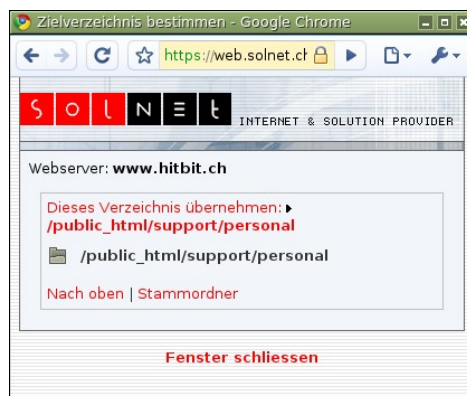 Zielverzeichnis bestimmen - Google Chrome
https://web.solnet.ch
SOLNET
INTERNET & SOLUTION PROVIDER
Webserver: www.hitbit.ch
Dieses Verzeichnis übernehmen:
/public_html/support/personal
/public_html/support/personal
Nach oben | Stammordner
Fenster schliessen